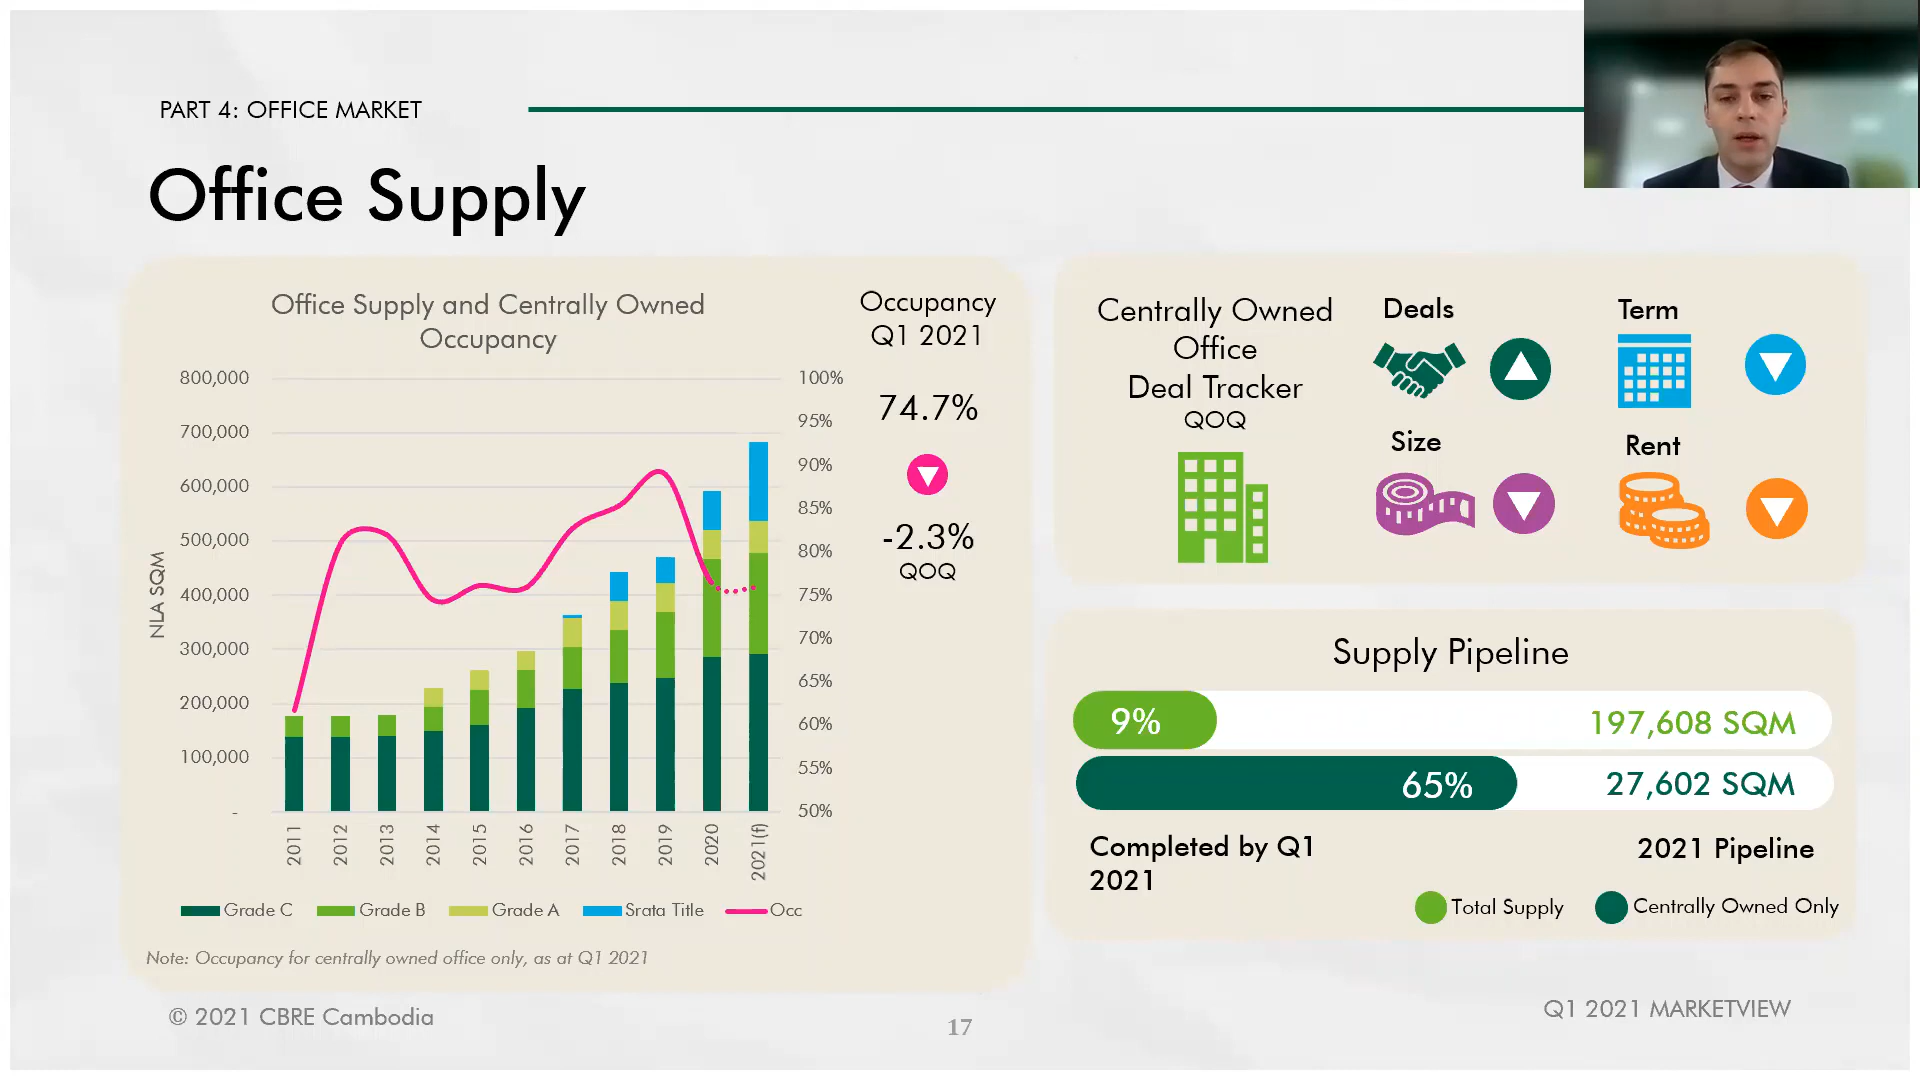 PART 4: OFFICE MARKET
Office Supply
Office Supply and Centrally Owned
Occupancy
800,000
700,000
600,000
500,000
400,000
300,000
200,000
100,000
-
NLA SQM
100%
95%
90%
85%
80%
75%
70%
65%
60%
55%
50%
2011
2012
2013
2014
2015
2016
2017
2018
2019
2020
2021(f)
Grade C
Grade B
Grade A
Srata Title
Occ
Note: Occupancy for centrally owned office only, as at Q1 2021
Occupancy
Q1 2021
74.7%
-2.3%
QOQ
Centrally Owned
Office
Deal Tracker
QOQ
Deals
Term
Size
Rent
Supply Pipeline
9%
197,608 SQM
65%
27,602 SQM
Completed by Q1
2021
2021 Pipeline
Total Supply
Centrally Owned Only
© 2021 CBRE Cambodia
17
Q1 2021 MARKETVIEW